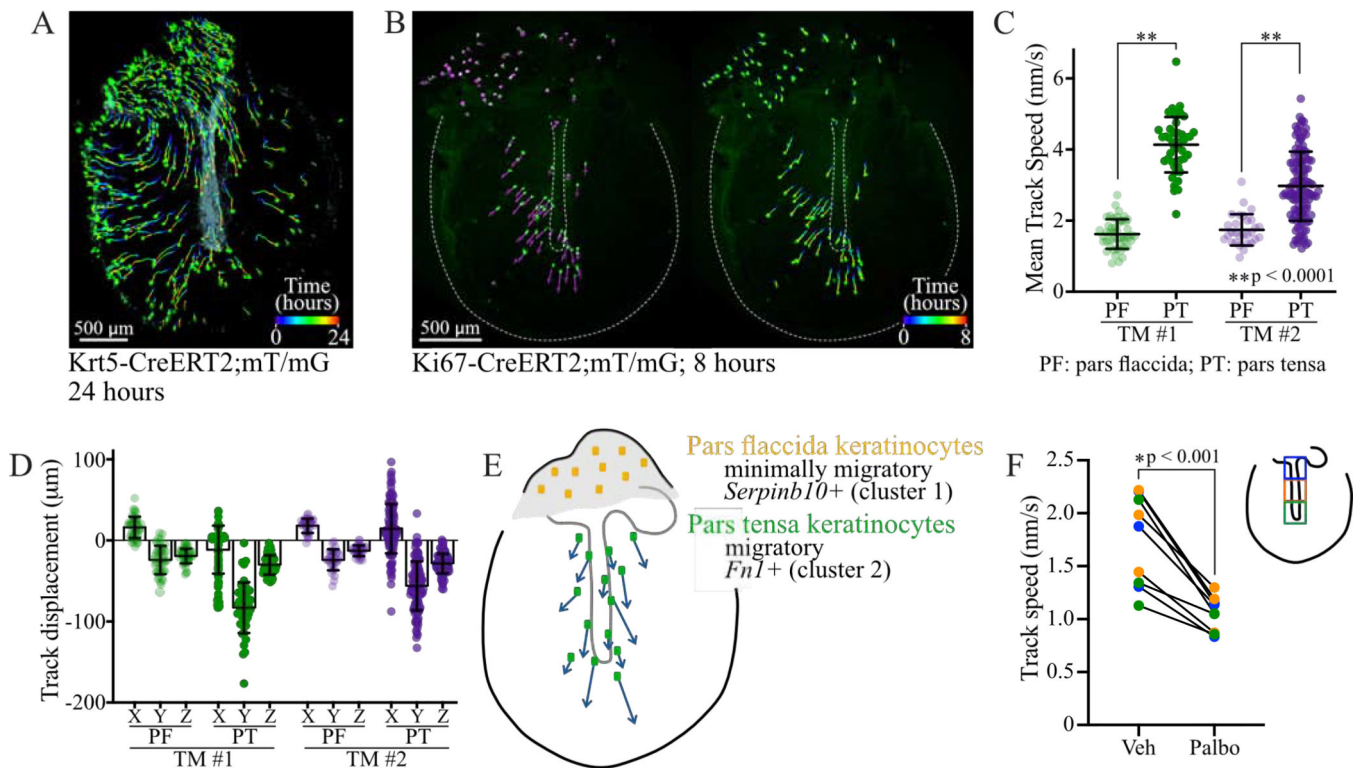 A
Time
(hours)
0 24
500 μm
Krt5-CreERT2;mT/mG
24 hours
B
Time
(hours)
0 8
500 μm
Ki67-CreERT2;mT/mG; 8 hours
C
Mean Track Speed (nm/s)
6
4
2
0
**
**
**p < 0.0001
PF PT PF PT
TM #1 TM #2
PF: pars flaccida; PT: pars tensa
D
Track displacement (μm)
100
0
-100
-200
X Y Z X Y Z X Y Z X Y Z
PF PT PF PT
TM #1 TM #2
E
Pars flaccida keratinocytes
minimally migratory
Serpinb10+ (cluster 1)
Pars tensa keratinocytes
migratory
Fn1+ (cluster 2)
F
Track speed (nm/s)
2.5
2.0
1.5
1.0
0.5
0
*p < 0.001
Veh Palbo